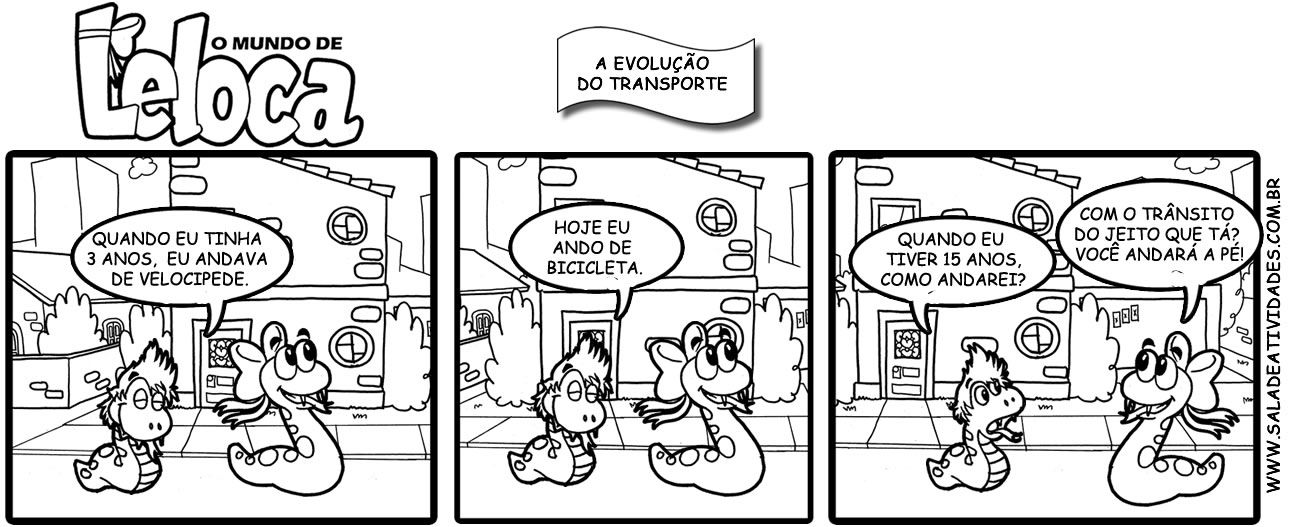 O MUNDO DE
Leloca
A EVOLUÇÃO
DO TRANSPORTE
QUANDO EU TINHA
3 ANOS, EU ANDAVA
DE VELOCIPEDE.
HOJE EU
ANDO DE
BICICLETA.
QUANDO EU
TIVER 15 ANOS,
COMO ANDAREI?
COM O TRÂNSITO
DO JEITO QUE TÁ?
VOCÊ ANDARÁ A PÉ!
WWW.SALADEATIVIDADES.COM.BR